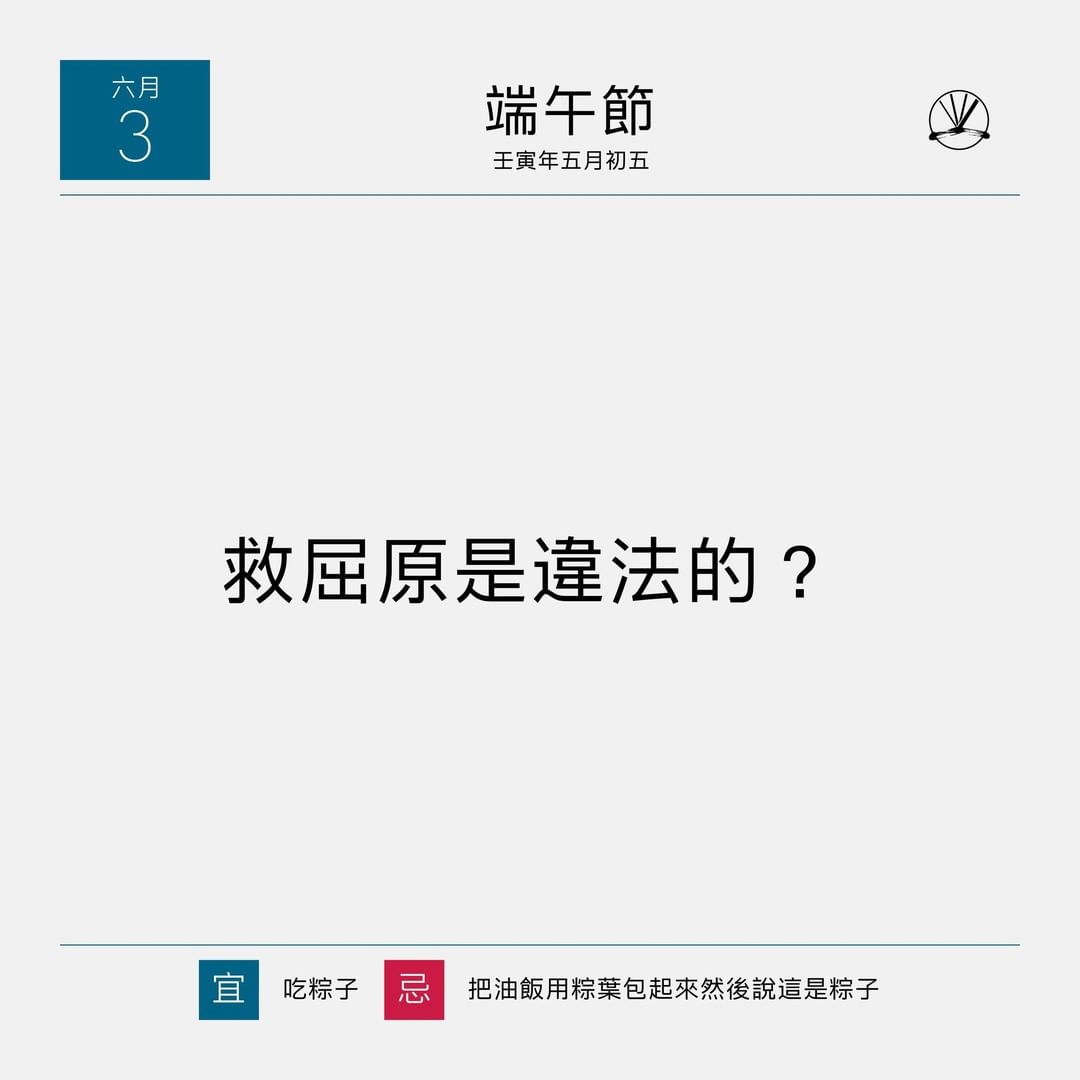 六月
3
端午節
壬寅年五月初五
救屈原是違法的？
宜 吃粽子 忌 把油飯用粽葉包起來然後說這是粽子